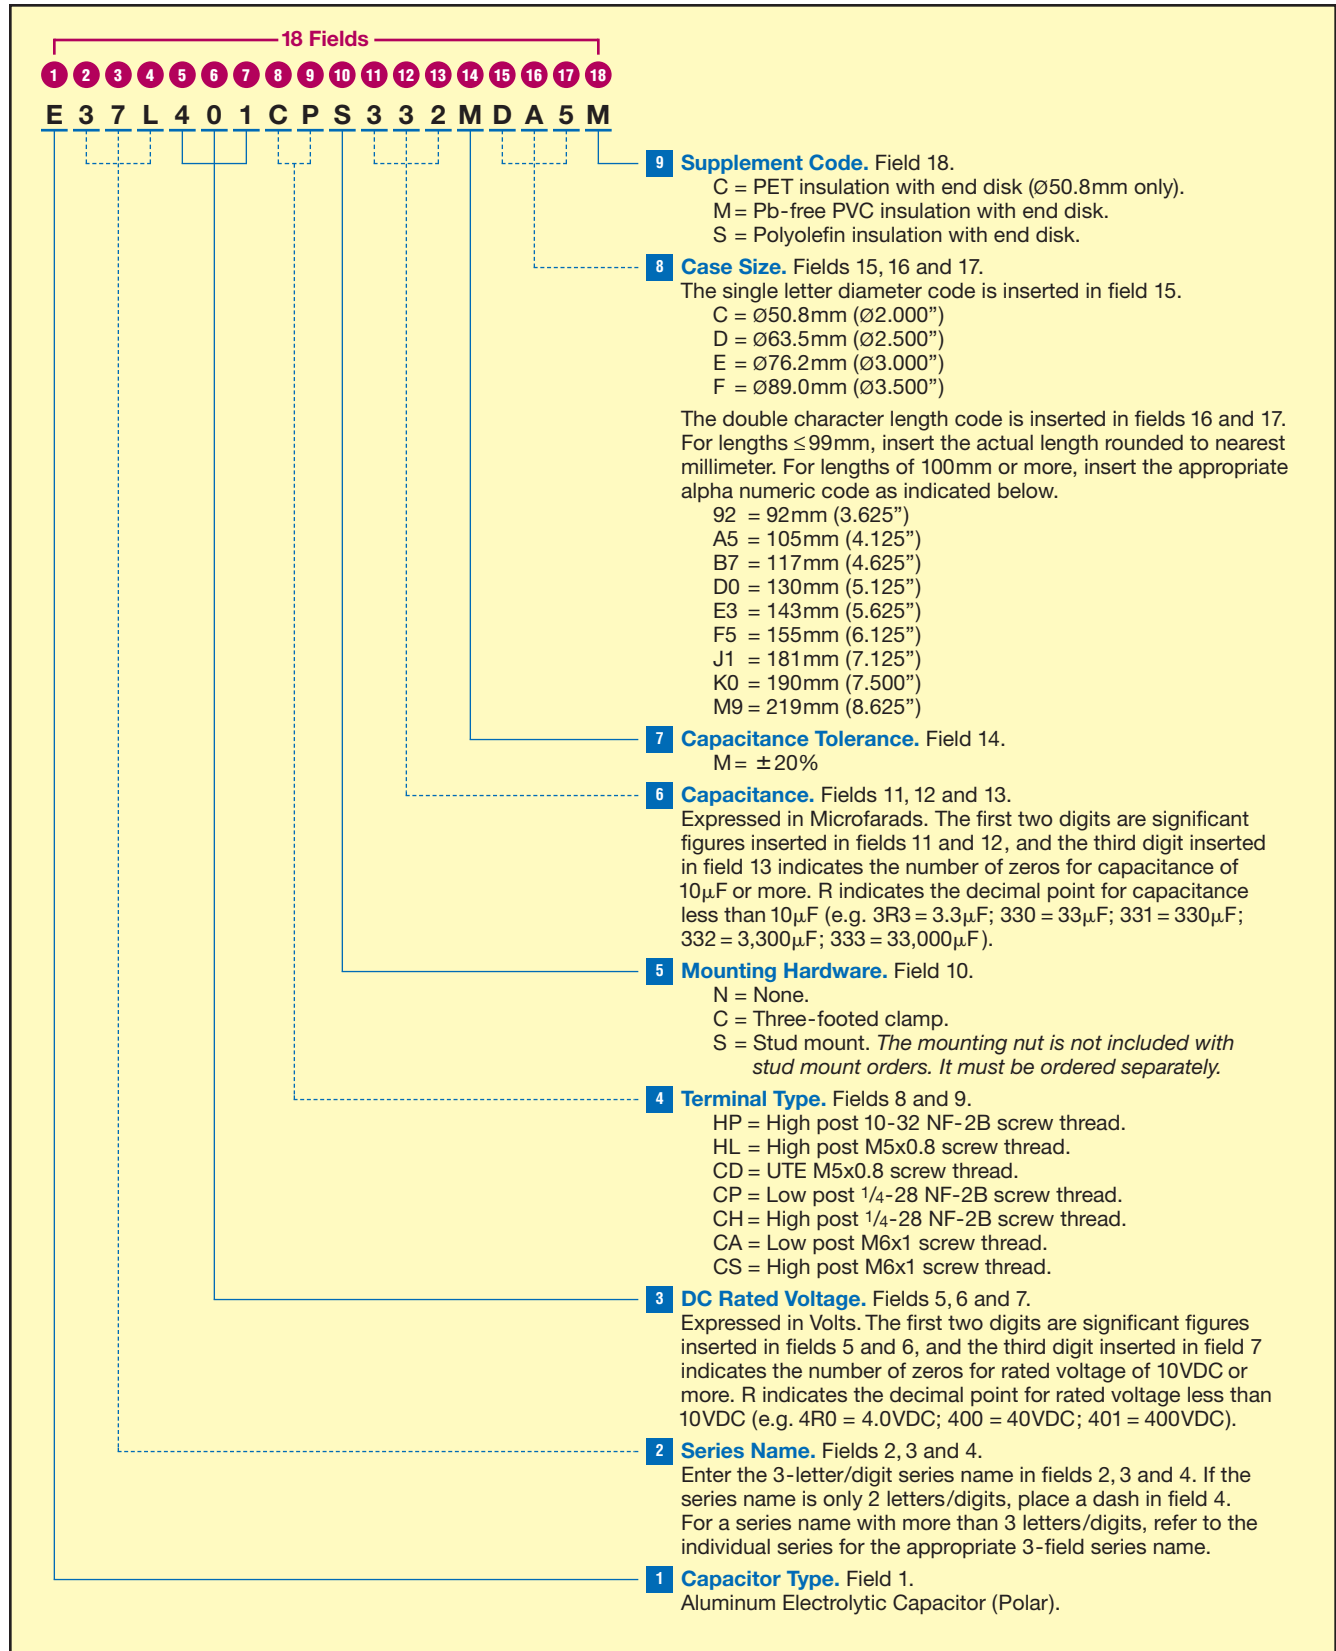 18 Fields
1 2 3 4 5 6 7 8 9 10 11 12 13 14 15 16 17 18
E 3 7 L 4 0 1 C P S 3 3 2 M D A 5 M
9 Supplement Code. Field 18.
C = PET insulation with end disk (Ø50.8mm only).
M = Pb-free PVC insulation with end disk.
S = Polyolefin insulation with end disk.
8 Case Size. Fields 15, 16 and 17.
The single letter diameter code is inserted in field 15.
C = Ø50.8mm (Ø2.000”)
D = Ø63.5mm (Ø2.500”)
E = Ø76.2mm (Ø3.000”)
F = Ø89.0mm (Ø3.500”)
The double character length code is inserted in fields 16 and 17.
For lengths ≤99mm, insert the actual length rounded to nearest
millimeter. For lengths of 100mm or more, insert the appropriate
alpha numeric code as indicated below.
92 = 92mm (3.625”)
A5 = 105mm (4.125”)
B7 = 117mm (4.625”)
D0 = 130mm (5.125”)
E3 = 143mm (5.625”)
F5 = 155mm (6.125”)
J1 = 181mm (7.125”)
K0 = 190mm (7.500”)
M9 = 219mm (8.625”)
7 Capacitance Tolerance. Field 14.
M = ±20%
6 Capacitance. Fields 11, 12 and 13.
Expressed in Microfarads. The first two digits are significant
figures inserted in fields 11 and 12, and the third digit inserted
in field 13 indicates the number of zeros for capacitance of
10µF or more. R indicates the decimal point for capacitance
less than 10µF (e.g. 3R3 = 3.3µF; 330 = 33µF; 331 = 330µF;
332 = 3,300µF; 333 = 33,000µF).
5 Mounting Hardware. Field 10.
N = None.
C = Three-footed clamp.
S = Stud mount. The mounting nut is not included with
stud mount orders. It must be ordered separately.
4 Terminal Type. Fields 8 and 9.
HP = High post 10-32 NF-2B screw thread.
HL = High post M5x0.8 screw thread.
CD = UTE M5x0.8 screw thread.
CP = Low post 1/4-28 NF-2B screw thread.
CH = High post 1/4-28 NF-2B screw thread.
CA = Low post M6x1 screw thread.
CS = High post M6x1 screw thread.
3 DC Rated Voltage. Fields 5, 6 and 7.
Expressed in Volts. The first two digits are significant figures
inserted in fields 5 and 6, and the third digit inserted in field 7
indicates the number of zeros for rated voltage of 10VDC or
more. R indicates the decimal point for rated voltage less than
10VDC (e.g. 4R0 = 4.0VDC; 400 = 40VDC; 401 = 400VDC).
2 Series Name. Fields 2, 3 and 4.
Enter the 3-letter/digit series name in fields 2, 3 and 4. If the
series name is only 2 letters/digits, place a dash in field 4.
For a series name with more than 3 letters/digits, refer to the
individual series for the appropriate 3-field series name.
1 Capacitor Type. Field 1.
Aluminum Electrolytic Capacitor (Polar).